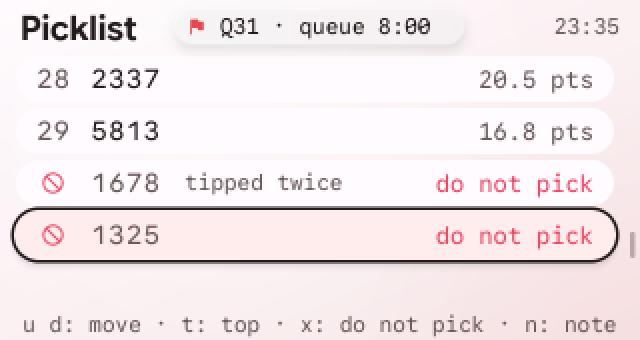 Picklist Q31 · queue 8:00 23:35
28 2337 20.5 pts
29 5813 16.8 pts
1678 tipped twice do not pick
1325 do not pick
u d: move · t: top · x: do not pick · n: note